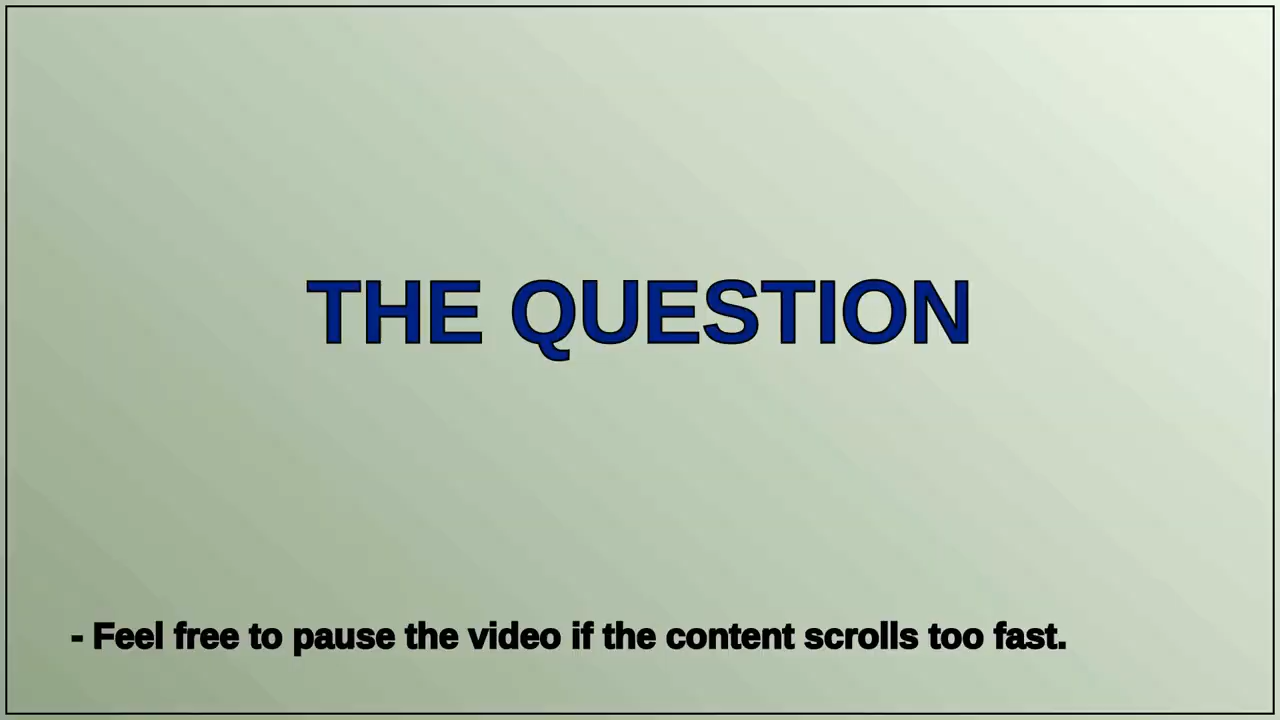 THE QUESTION
- Feel free to pause the video if the content scrolls too fast.